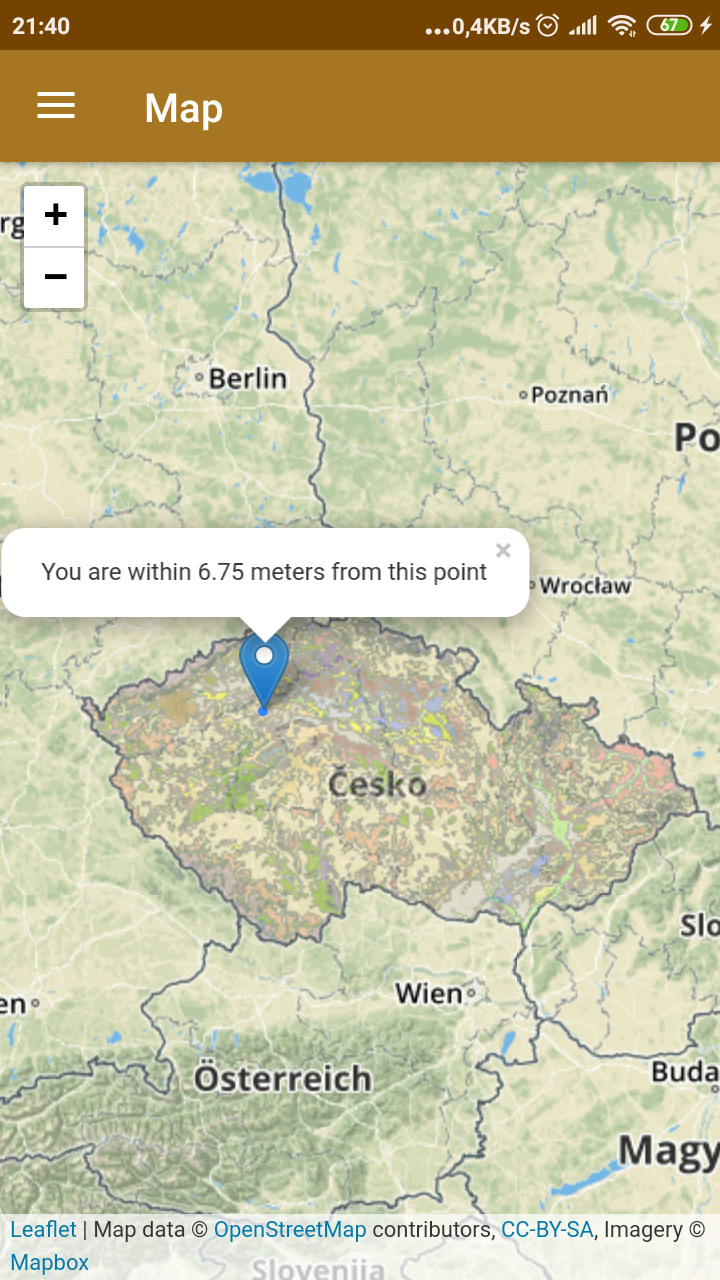 21:40
...0,4KB/s
67
Map
+
rg
−
Berlin
Poznań
Po
You are within 6.75 meters from this point
×
Wrocław
Česko
Slo
Wien
en
Österreich
Buda
Magy
Leaflet | Map data © OpenStreetMap contributors, CC-BY-SA, Imagery ©
Mapbox
Slovenija